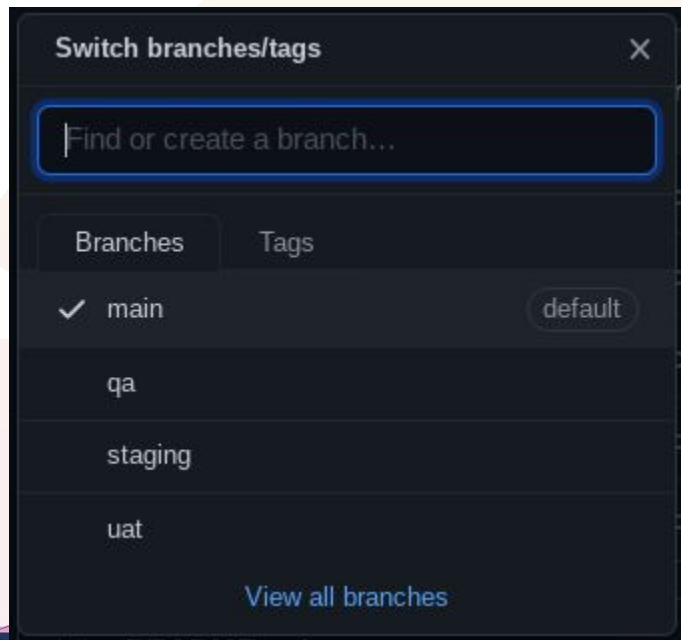 Switch branches/tags
Find or create a branch...
Branches Tags
main default
qa
staging
uat
View all branches